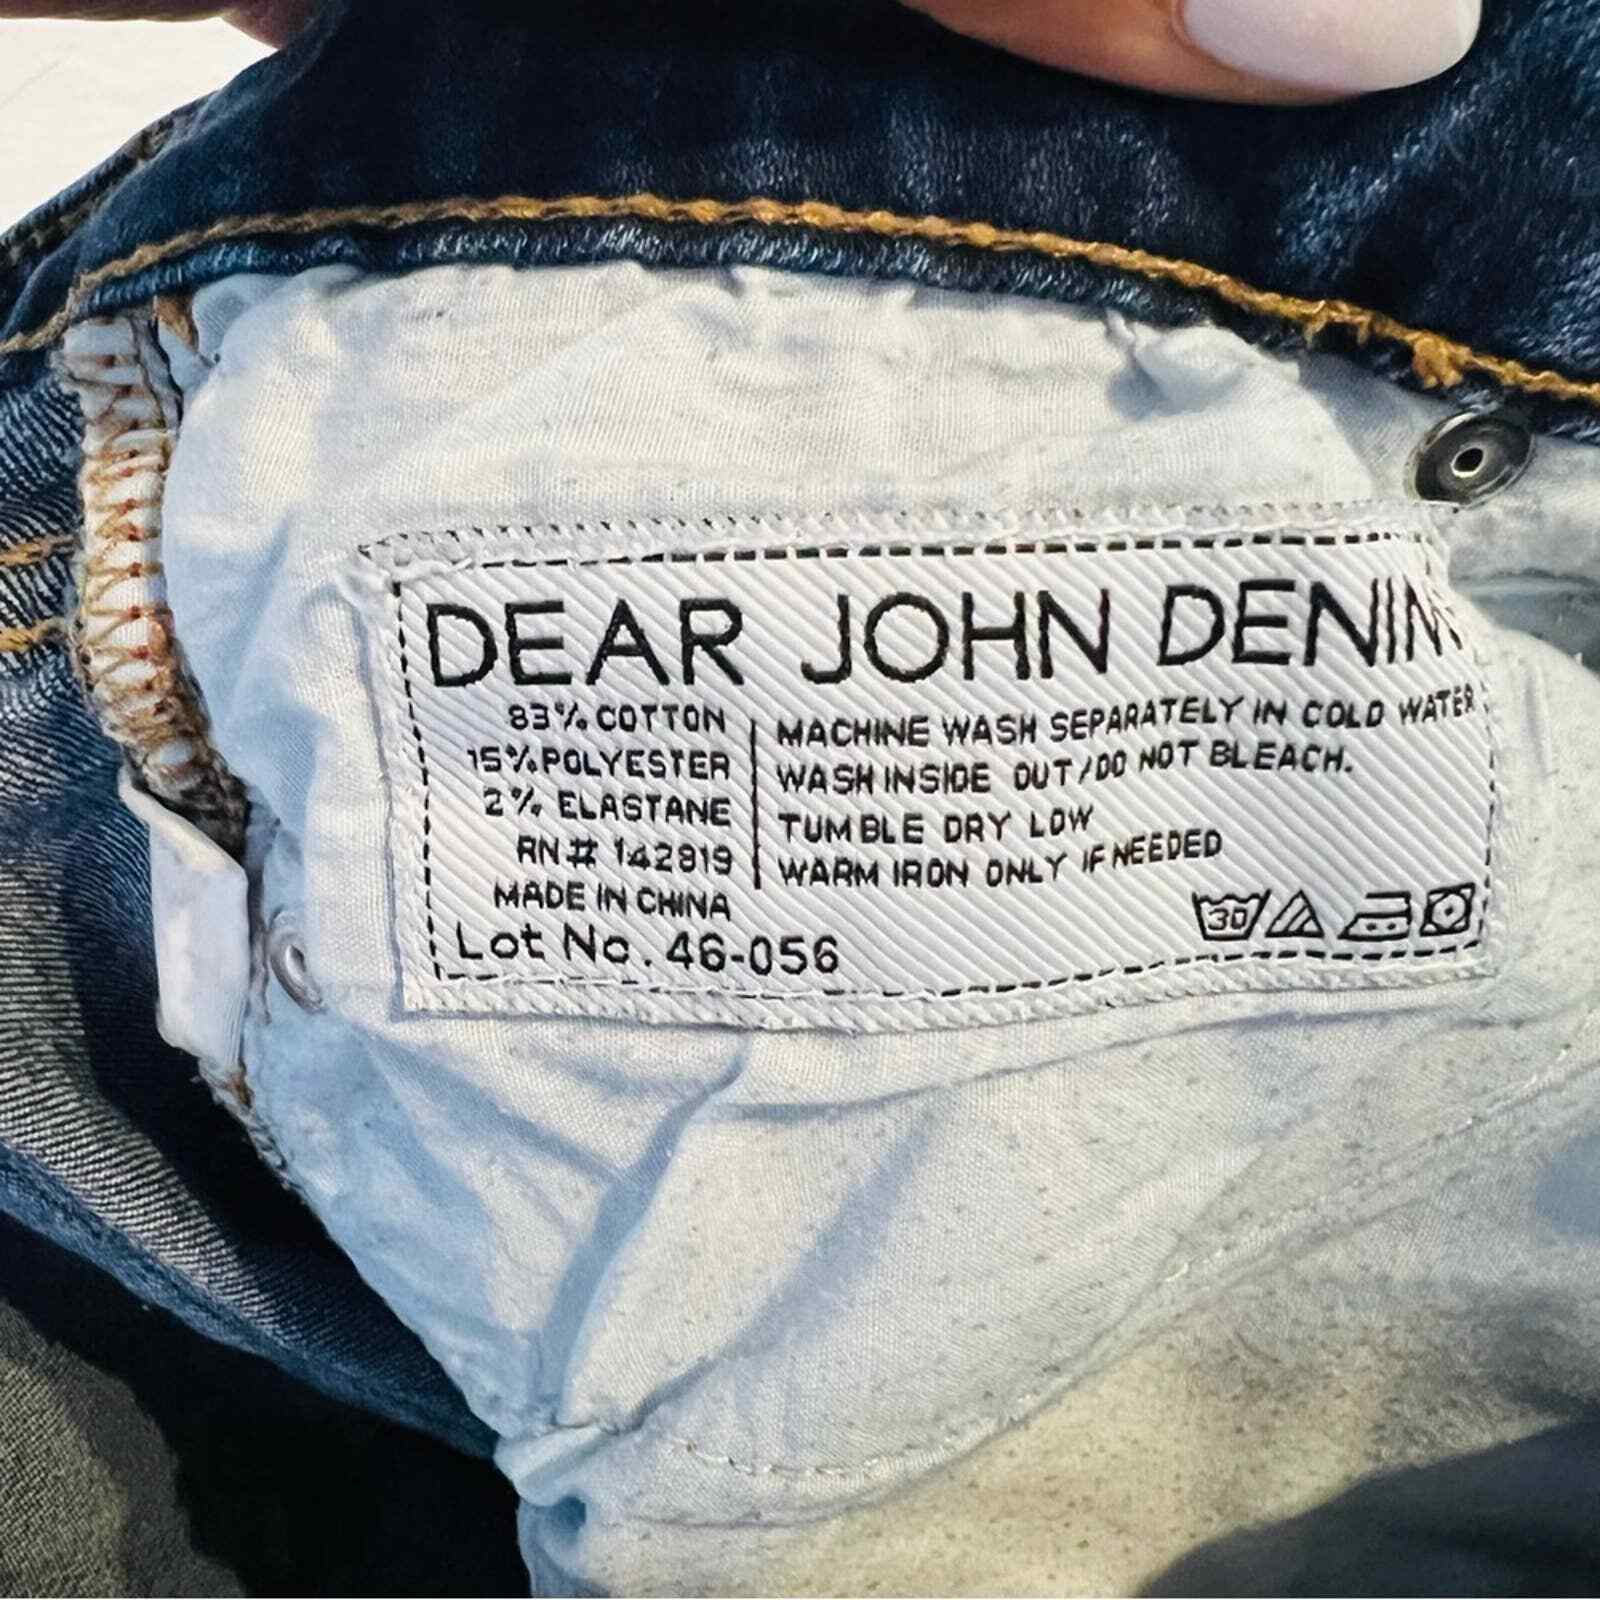 DEAR JOHN DENIM
83% COTTON
15% POLYESTER
2% ELASTANE
RN# 142819
MADE IN CHINA
Lot No. 46-056
MACHINE WASH SEPARATELY IN COLD WATER
WASH INSIDE OUT/DO NOT BLEACH.
TUMBLE DRY LOW
WARM IRON ONLY IF NEEDED
30